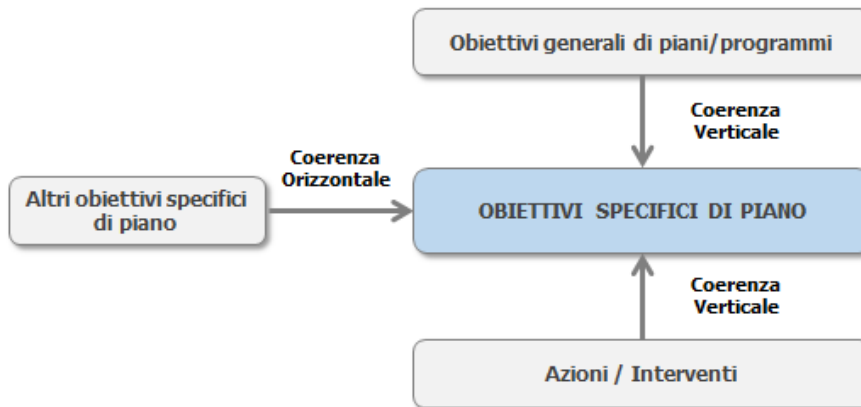 Obiettivi generali di piani/programmi
Coerenza
Verticale
Coerenza
Orizzontale
Altri obiettivi specifici
di piano
OBIETTIVI SPECIFICI DI PIANO
Coerenza
Verticale
Azioni / Interventi